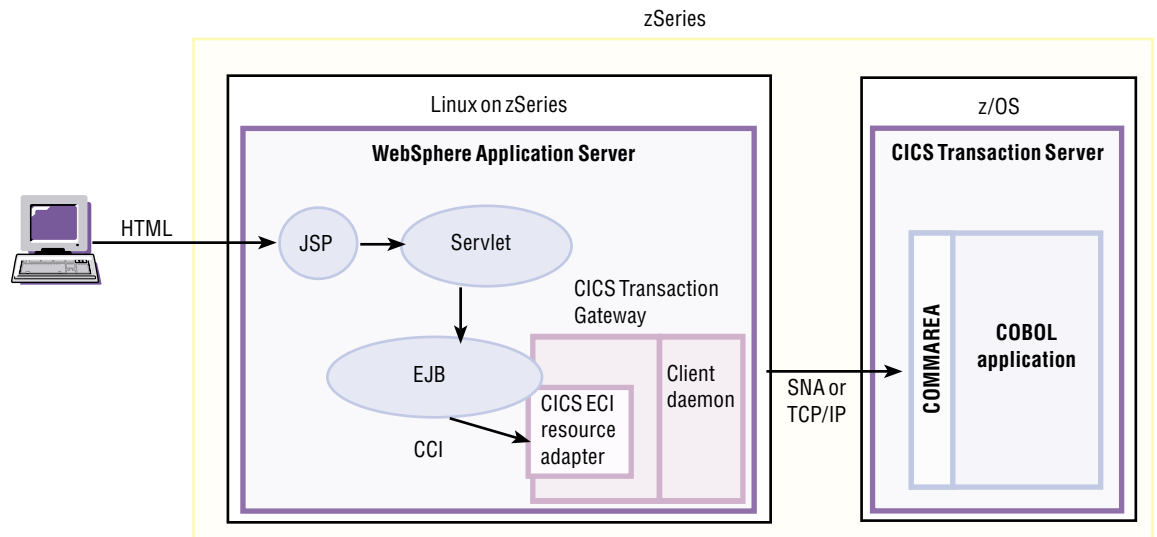 zSeries
Linux on zSeries
z/OS
WebSphere Application Server
CICS Transaction Server
HTML
JSP
Servlet
CICS Transaction
Gateway
EJB
Client
daemon
CICS ECI
resource
adapter
CCI
SNA or
TCP/IP
COMMAREA
COBOL
application